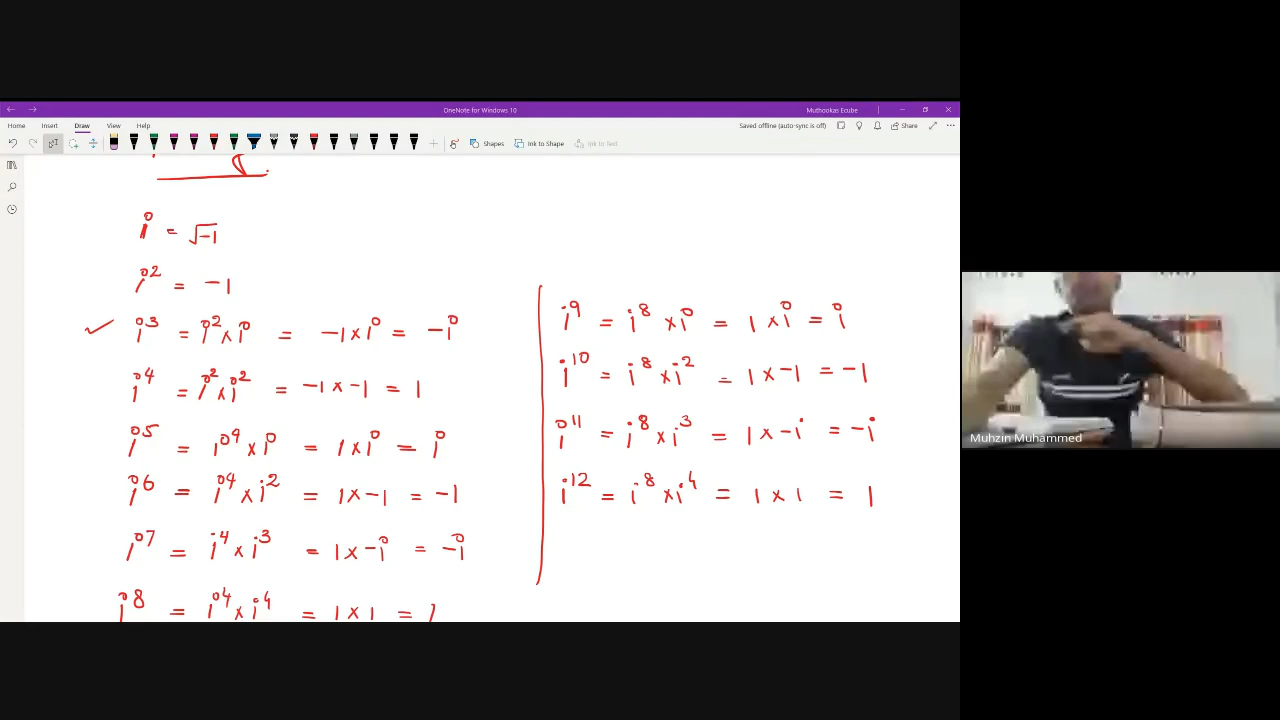 OneNote for Windows 10
Muthookas Ecube
Home Insert Draw View Help
Saved offline (auto-sync is off)
Share
Shapes
Ink to Shape
Ink to Text
i = √-1
i² = -1
i³ = i² × i = -1 × i = -i
i⁴ = i² × i² = -1 × -1 = 1
i⁵ = i⁴ × i = 1 × i = i
i⁶ = i⁴ × i² = 1 × -1 = -1
i⁷ = i⁴ × i³ = 1 × -i = -i
i⁸ = i⁴ × i⁴ = 1 × 1 = 1
i⁹ = i⁸ × i = 1 × i = i
i¹⁰ = i⁸ × i² = 1 × -1 = -1
i¹¹ = i⁸ × i³ = 1 × -i = -i
i¹² = i⁸ × i⁴ = 1 × 1 = 1
Muhzin Muhammed